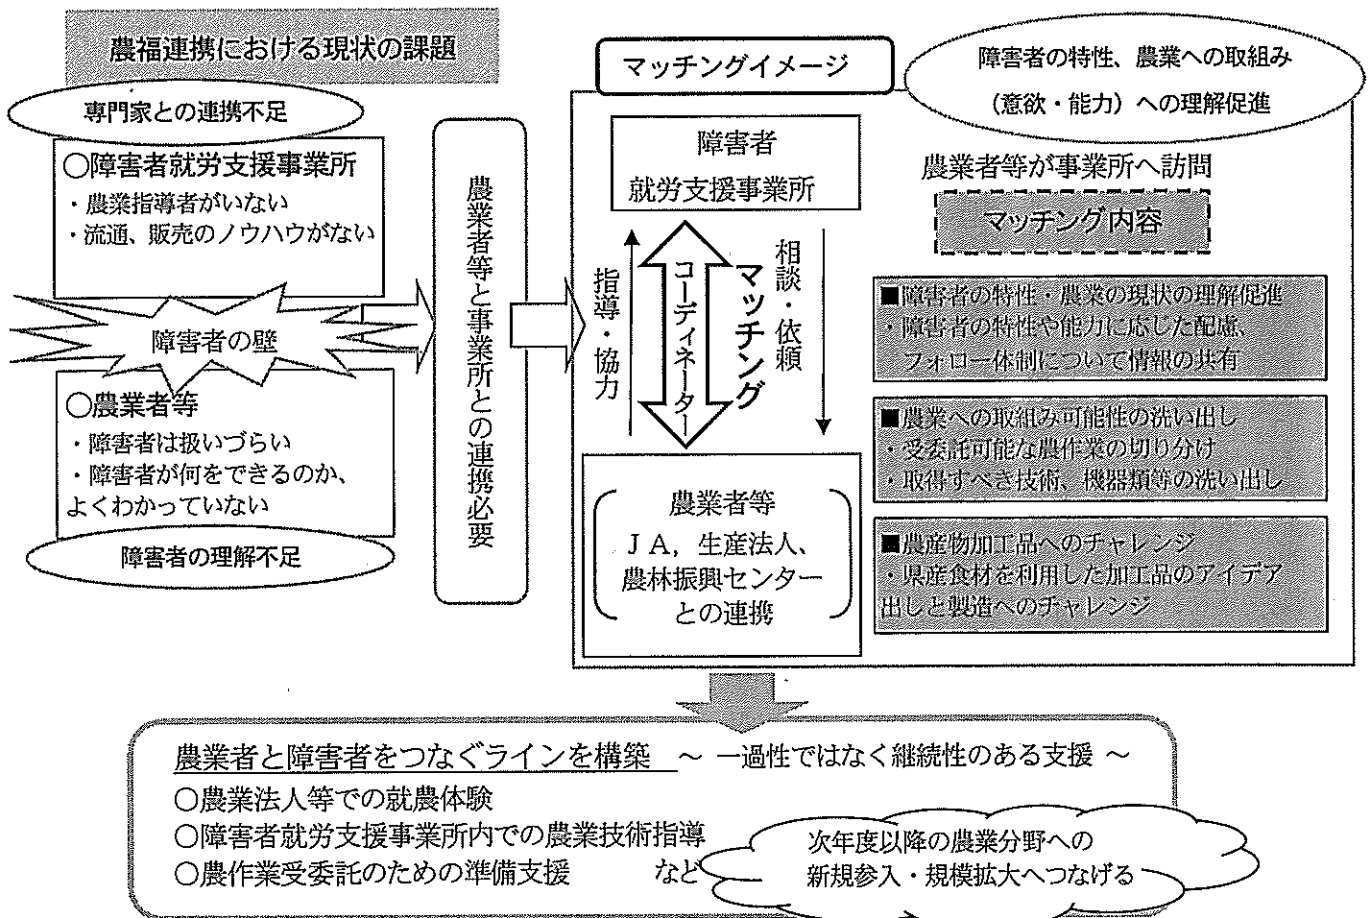 農福連携における現状の課題
専門家との連携不足
○障害者就労支援事業所
・農業指導者がいない
・流通、販売のノウハウがない
障害者の壁
○農業者等
・障害者は扱いづらい
・障害者が何をできるのか、
よくわかっていない
障害者の理解不足
農業者等と事業所との連携必要
マッチングイメージ
障害者
就労支援事業所
指導・協力
コーディネーター
マッチング
相談・依頼
農業者等
ＪＡ，生産法人、
農林振興センター
との連携
障害者の特性、農業への取組み
（意欲・能力）への理解促進
農業者等が事業所へ訪問
マッチング内容
■障害者の特性・農業の現状の理解促進
・障害者の特性や能力に応じた配慮、
フォロー体制について情報の共有
■農業への取組み可能性の洗い出し
・受委託可能な農作業の切り分け
・取得すべき技術、機器類等の洗い出し
■農産物加工品へのチャレンジ
・県産食材を利用した加工品のアイデア
出しと製造へのチャレンジ
農業者と障害者をつなぐラインを構築 ～ 一過性ではなく継続性のある支援 ～
○農業法人等での就農体験
○障害者就労支援事業所内での農業技術指導
○農作業受委託のための準備支援 など
次年度以降の農業分野への
新規参入・規模拡大へつなげる